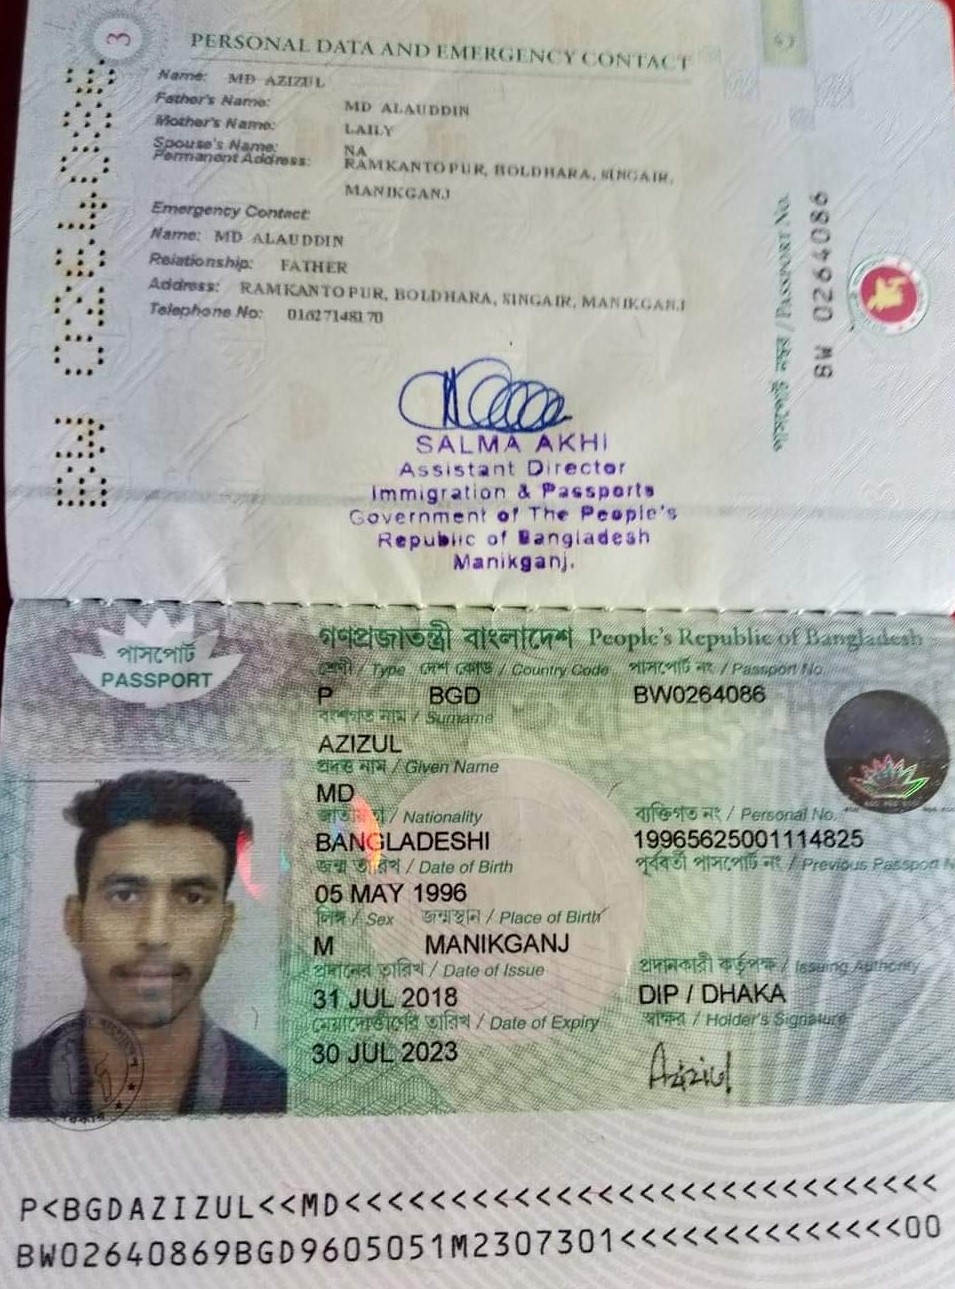 3
PERSONAL DATA AND EMERGENCY CONTACT
Name: MD AZIZUL
Father's Name: MD ALAUDDIN
Mother's Name: LAILY
Spouse's Name: NA
Permanent Address: RAMKANTOPUR, BOLDHARA, SINGAIR,
MANIKGANJ
Emergency Contact:
Name: MD ALAUDDIN
Relationship: FATHER
Address: RAMKANTOPUR, BOLDHARA, SINGAIR, MANIKGANJ
Telephone No: 01627148170
SALMA AKHI
Assistant Director
Immigration & Passports
Government of The People's
Republic of Bangladesh
Manikganj.
BW 0264086
পাসপোর্ট নং / PASSPORT NO.
BW 0264086
পাসপোর্ট
PASSPORT
গণপ্রজাতন্ত্রী বাংলাদেশ People's Republic of Bangladesh
শ্রেণী / Type দেশ কোড / Country Code পাসপোর্ট নং / Passport No.
P BGD BW0264086
বংশগত নাম / Surname
AZIZUL
প্রদত্ত নাম / Given Name
MD
জাতীয়তা / Nationality ব্যক্তিগত নং / Personal No.
BANGLADESHI 19965625001114825
জন্ম তারিখ / Date of Birth পূর্ববর্তী পাসপোর্ট নং / Previous Passport N
05 MAY 1996
লিঙ্গ / Sex জন্মস্থান / Place of Birth
M MANIKGANJ
প্রদানের তারিখ / Date of Issue প্রদানকারী কর্তৃপক্ষ / Issuing Authority
31 JUL 2018 DIP / DHAKA
মেয়াদোত্তীর্ণের তারিখ / Date of Expiry স্বাক্ষর / Holder's Signature
30 JUL 2023 Azizul
P<BGDAZIZUL<<MD<<<<<<<<<<<<<<<<<<<<<<<<<<<<<
BW02640869BGD9605051M2307301<<<<<<<<<<<<<<00